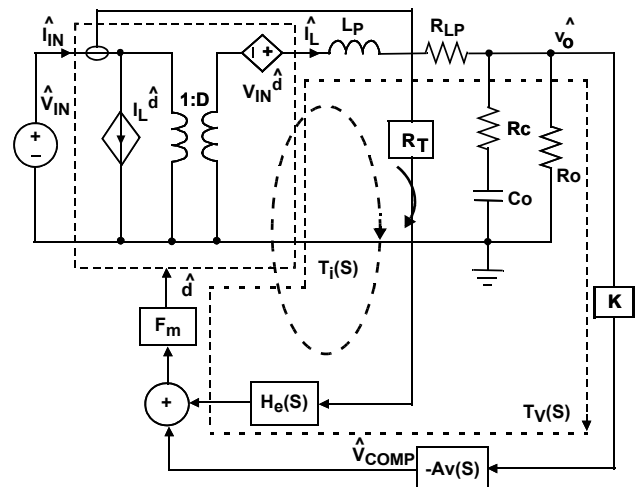 Î_IN
Î_L
L_P
R_LP
v̂_o
V̂_IN
+
−
I_L d̂
1:D
+
V_IN d̂
R_T
Rc
Ro
Co
T_i(S)
d̂
F_m
K
+
H_e(S)
T_V(S)
V̂_COMP
-Av(S)